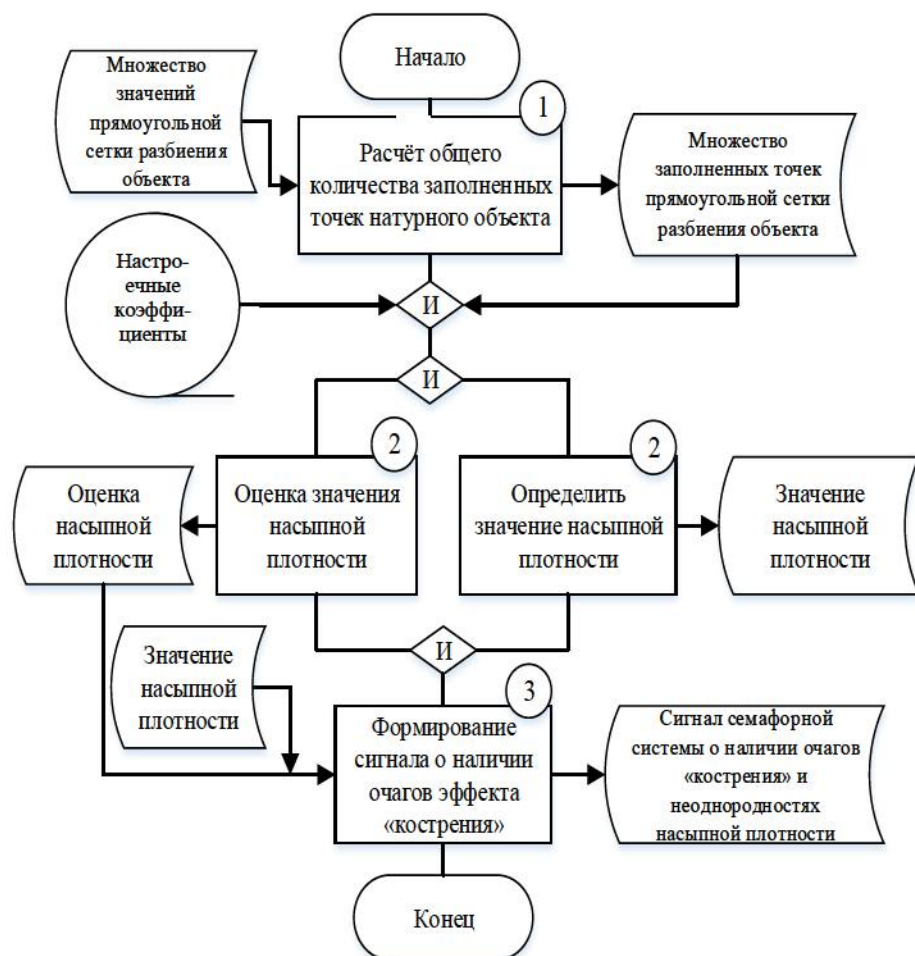 Начало
Множество
значений
прямоугольной
сетки разбиения
объекта
1
Расчёт общего
количества заполненных
точек натурного объекта
Множество
заполненных точек
прямоугольной сетки
разбиения объекта
Настро-
ечные
коэффи-
циенты
И
И
2
2
Оценка
насыпной
плотности
Оценка значения
насыпной
плотности
Определить
значение насыпной
плотности
Значение
насыпной
плотности
И
Значение
насыпной
плотности
3
Формирование
сигнала о наличии
очагов эффекта
«кострения»
Сигнал семафорной
системы о наличии очагов
«кострения» и
неоднородностях
насыпной плотности
Конец